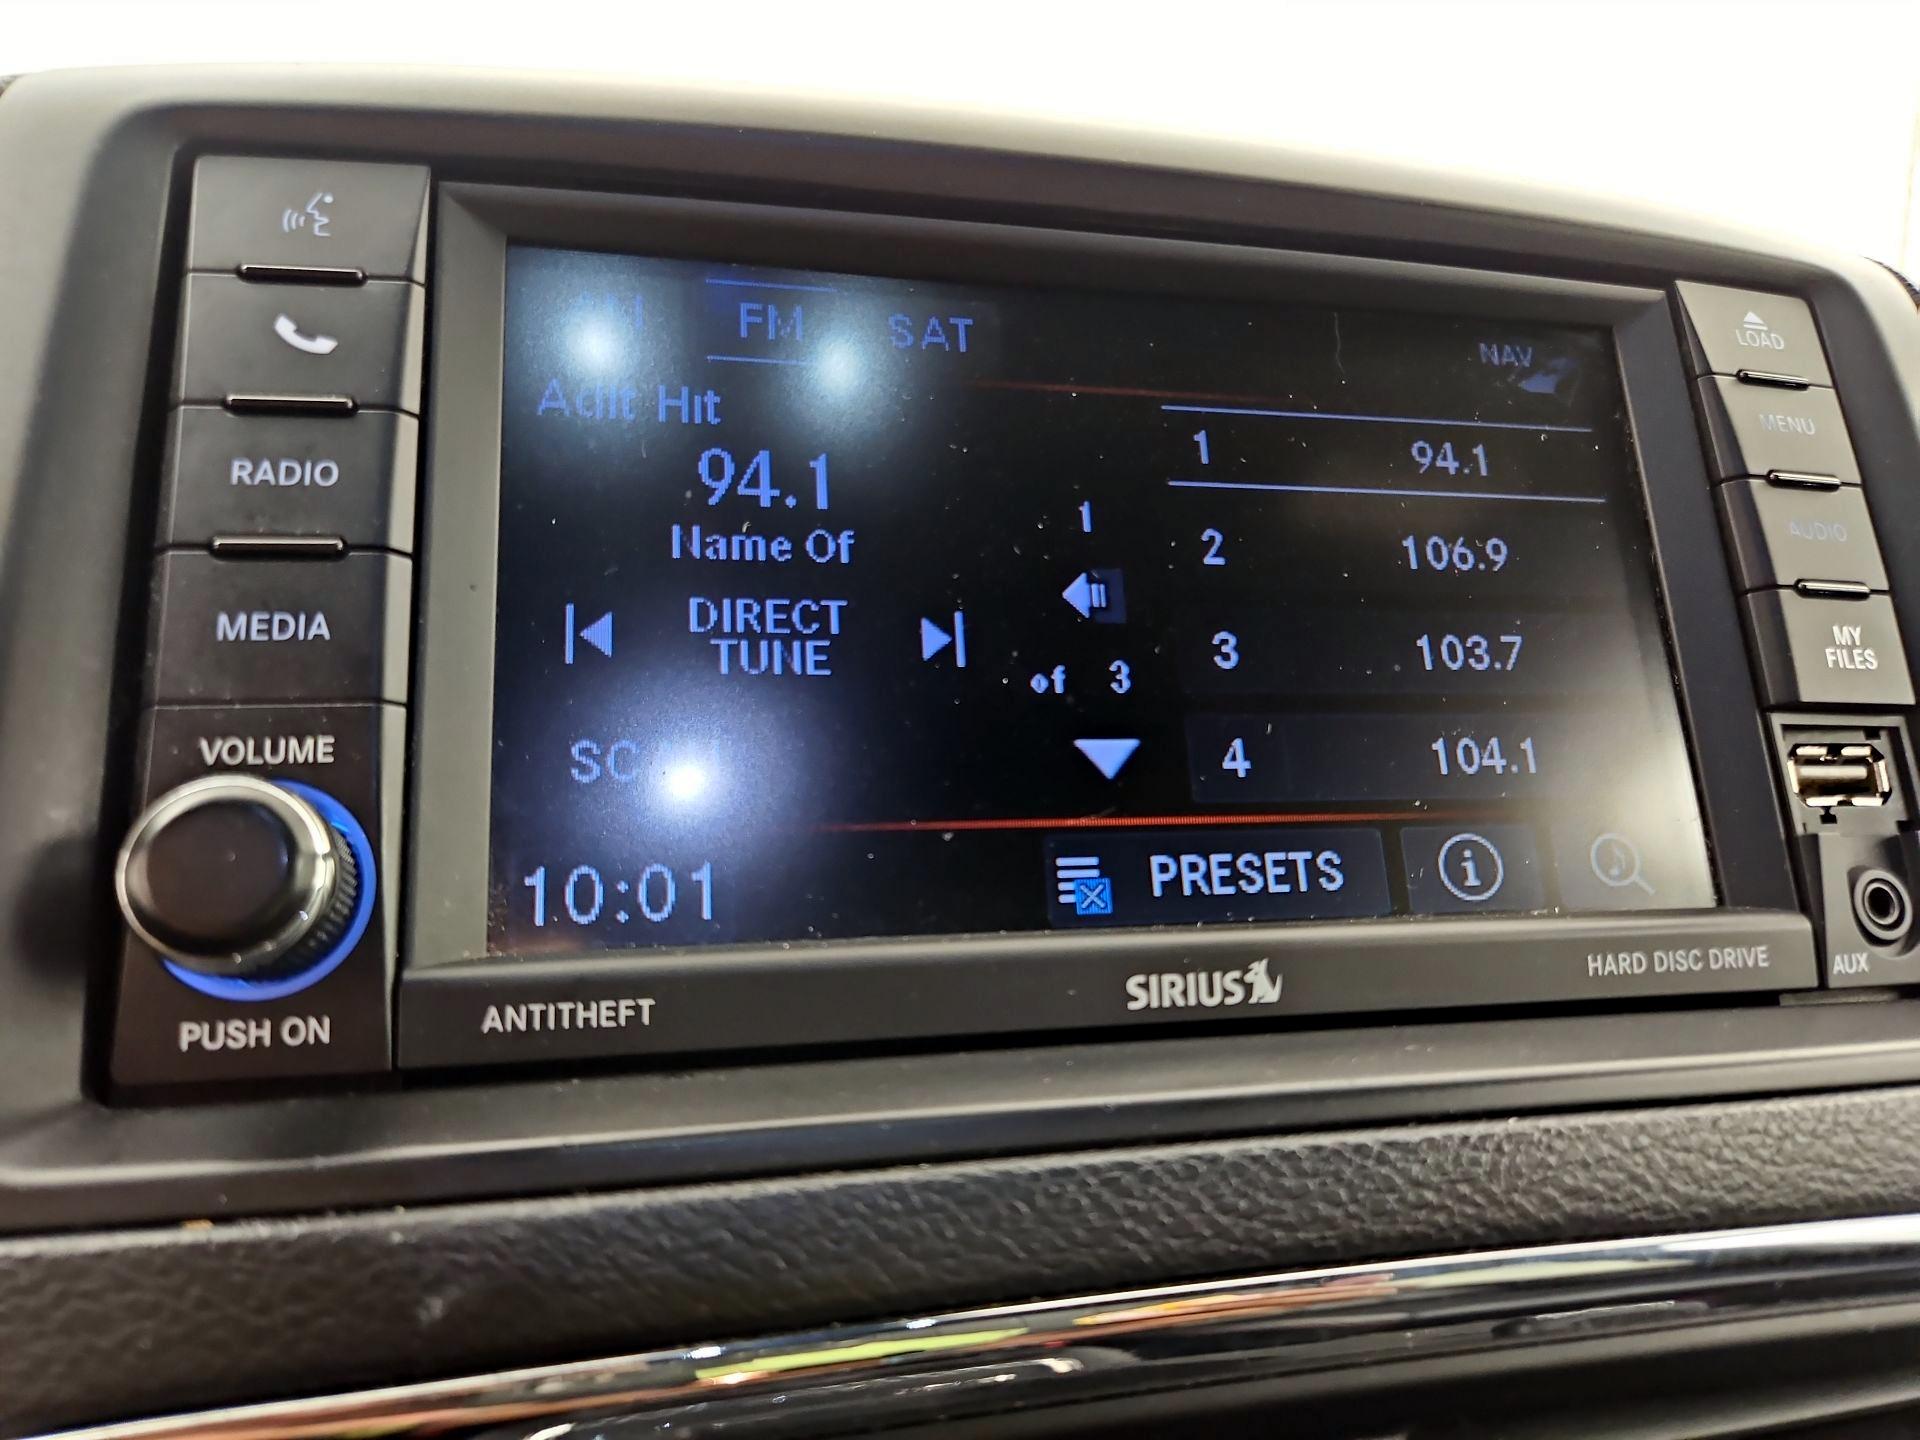 RADIO
MEDIA
VOLUME
PUSH ON
FM SAT
NAV
Adlt Hit
94.1
Name Of
DIRECT
TUNE
1
of 3
1 94.1
2 106.9
3 103.7
4 104.1
10:01
PRESETS
i
ANTITHEFT
SIRIUS
HARD DISC DRIVE
LOAD
MENU
AUDIO
MY
FILES
AUX